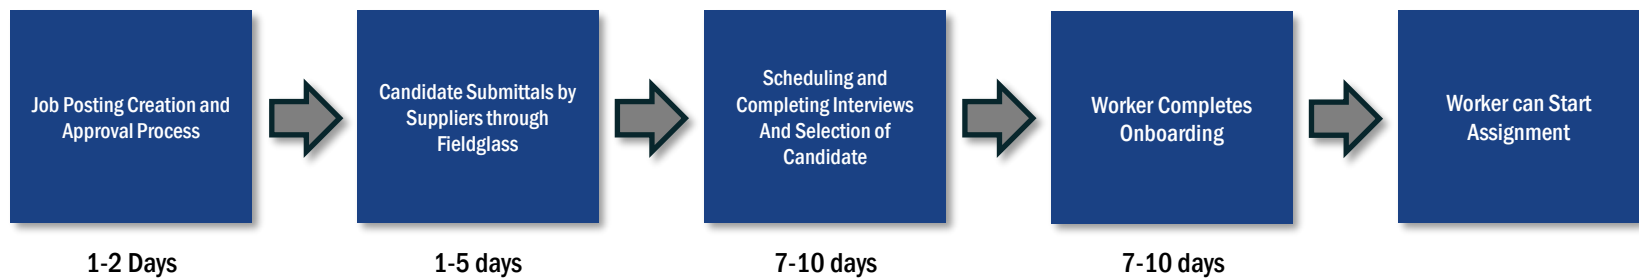 Job Posting Creation and
Approval Process
Candidate Submittals by
Suppliers through
Fieldglass
Scheduling and
Completing Interviews
And Selection of
Candidate
Worker Completes
Onboarding
Worker can Start
Assignment
1-2 Days
1-5 days
7-10 days
7-10 days